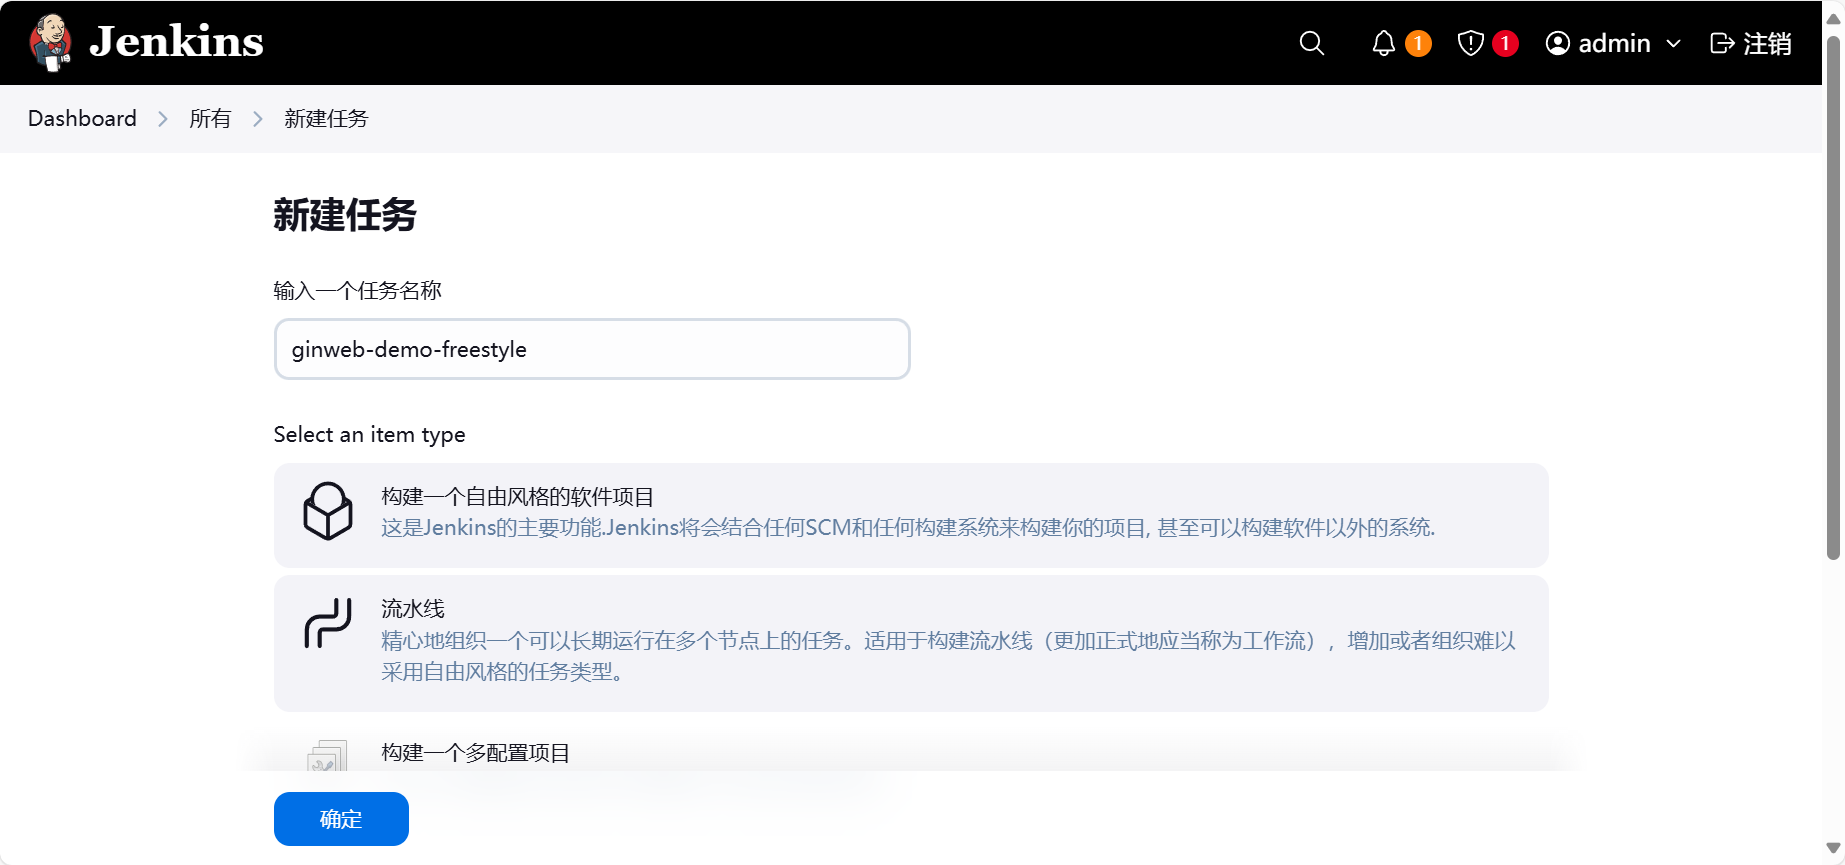 Jenkins
1
1
admin
注销
Dashboard
所有
新建任务
新建任务
输入一个任务名称
ginweb-demo-freestyle
Select an item type
构建一个自由风格的软件项目
这是Jenkins的主要功能.Jenkins将会结合任何SCM和任何构建系统来构建你的项目, 甚至可以构建软件以外的系统.
流水线
精心地组织一个可以长期运行在多个节点上的任务。适用于构建流水线（更加正式地应当称为工作流），增加或者组织难以
采用自由风格的任务类型。
构建一个多配置项目
确定